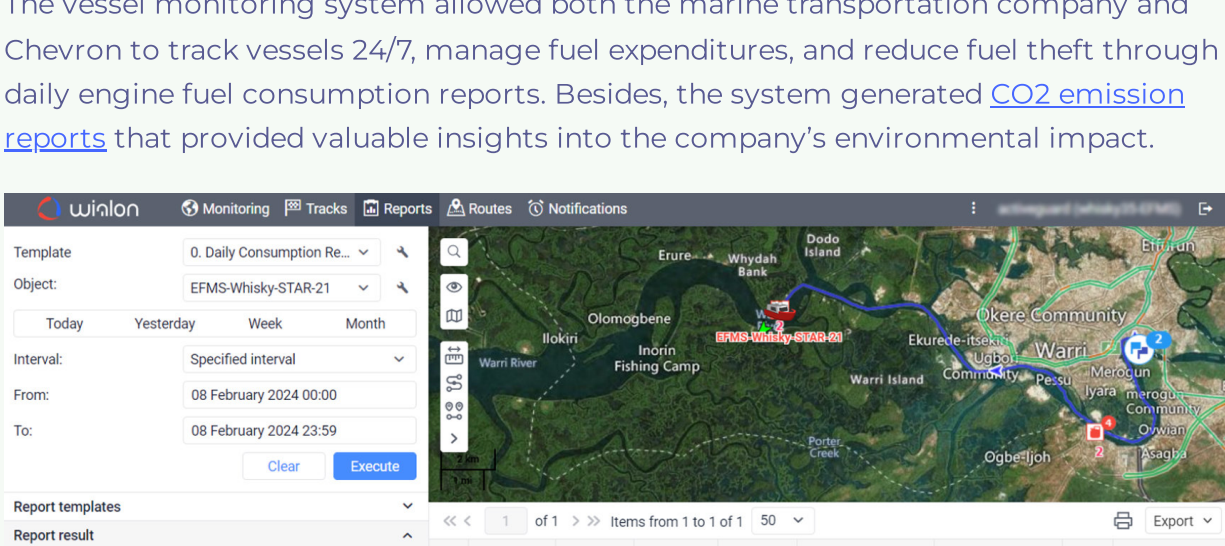 The vessel monitoring system allowed both the marine transportation company and
Chevron to track vessels 24/7, manage fuel expenditures, and reduce fuel theft through
daily engine fuel consumption reports. Besides, the system generated CO2 emission
reports that provided valuable insights into the company’s environmental impact.
wialon Monitoring Tracks Reports Routes Notifications
Template 0. Daily Consumption Re...
Object: EFMS-Whisky-STAR-21
Today Yesterday Week Month
Interval: Specified interval
From: 08 February 2024 00:00
To: 08 February 2024 23:59
Clear Execute
Report templates
Report result
Dodo
Island
Effurun
Erure
Whydah
Bank
Olomogbene
Okere Community
2
EFMS-Whisky-STAR-21
Ilokiri
Ekurede-itsekiri
Warri
2
Inorin
Fishing Camp
Warri River
Ugbori
Community
Pessu
Merogun
Iyara
merogun
Community
Warri Island
4
Ovwian
2
Porter
Creek
Ogbe-Ijoh
Asagba
2 km
1 mi
1 of 1 Items from 1 to 1 of 1 50 Export